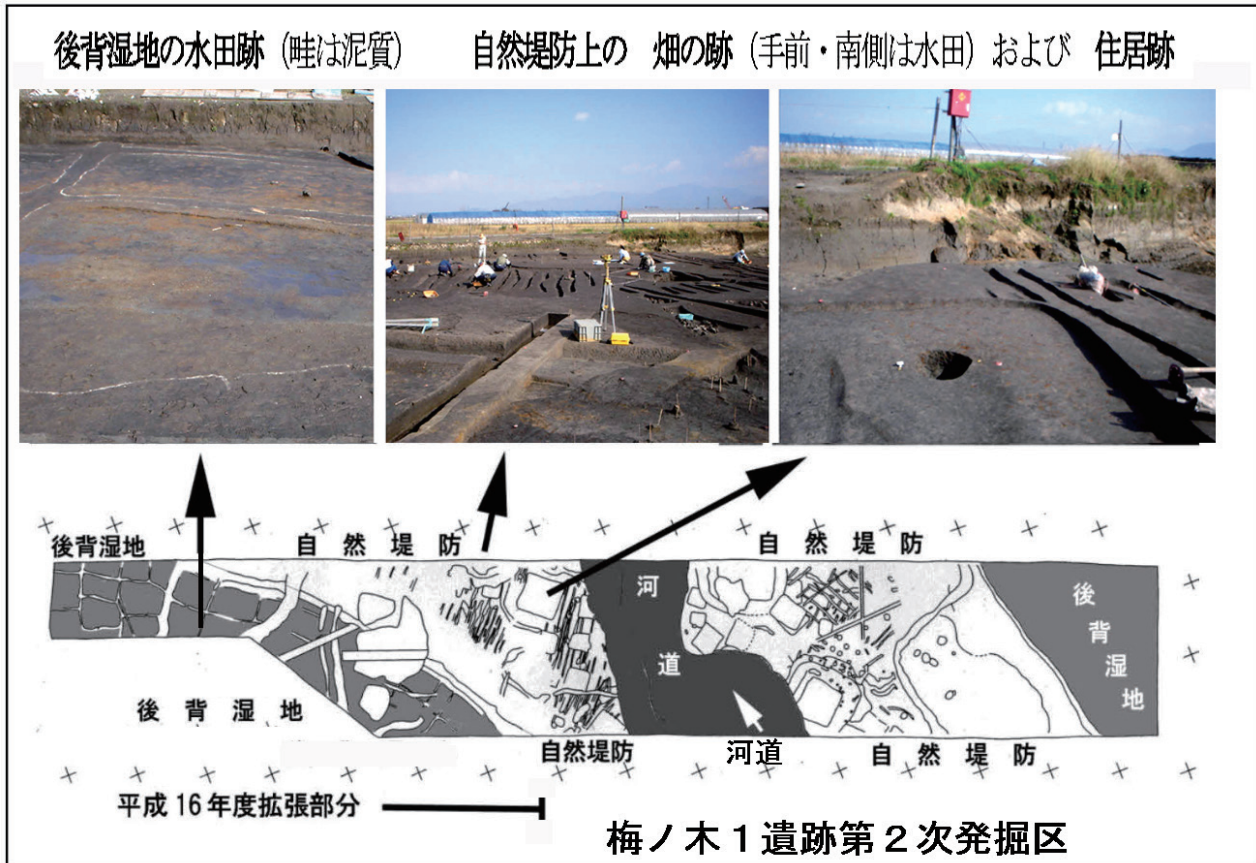 後背湿地の水田跡（畦は泥質）　自然堤防上の　畑の跡（手前・南側は水田）および　住居跡
後背湿地
自然堤防
自然堤防
河道
後背湿地
後背湿地
自然堤防
河道
自然堤防
平成16年度拡張部分
梅ノ木1遺跡第2次発掘区